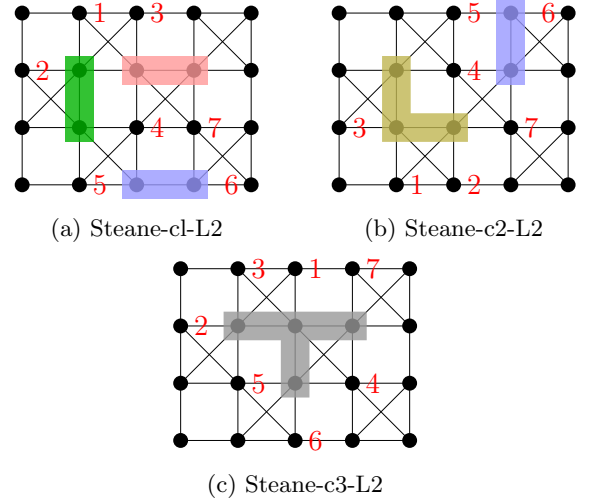 1 3 5 6
2 4
4 7 3 7
5 6 1 2
(a) Steane-cl-L2 (b) Steane-c2-L2
3 1 7
2
5 4
6
(c) Steane-c3-L2